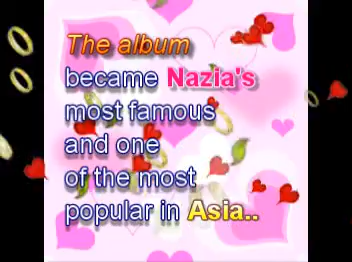 The album
became Nazia's
most famous
and one
of the most
popular in Asia..